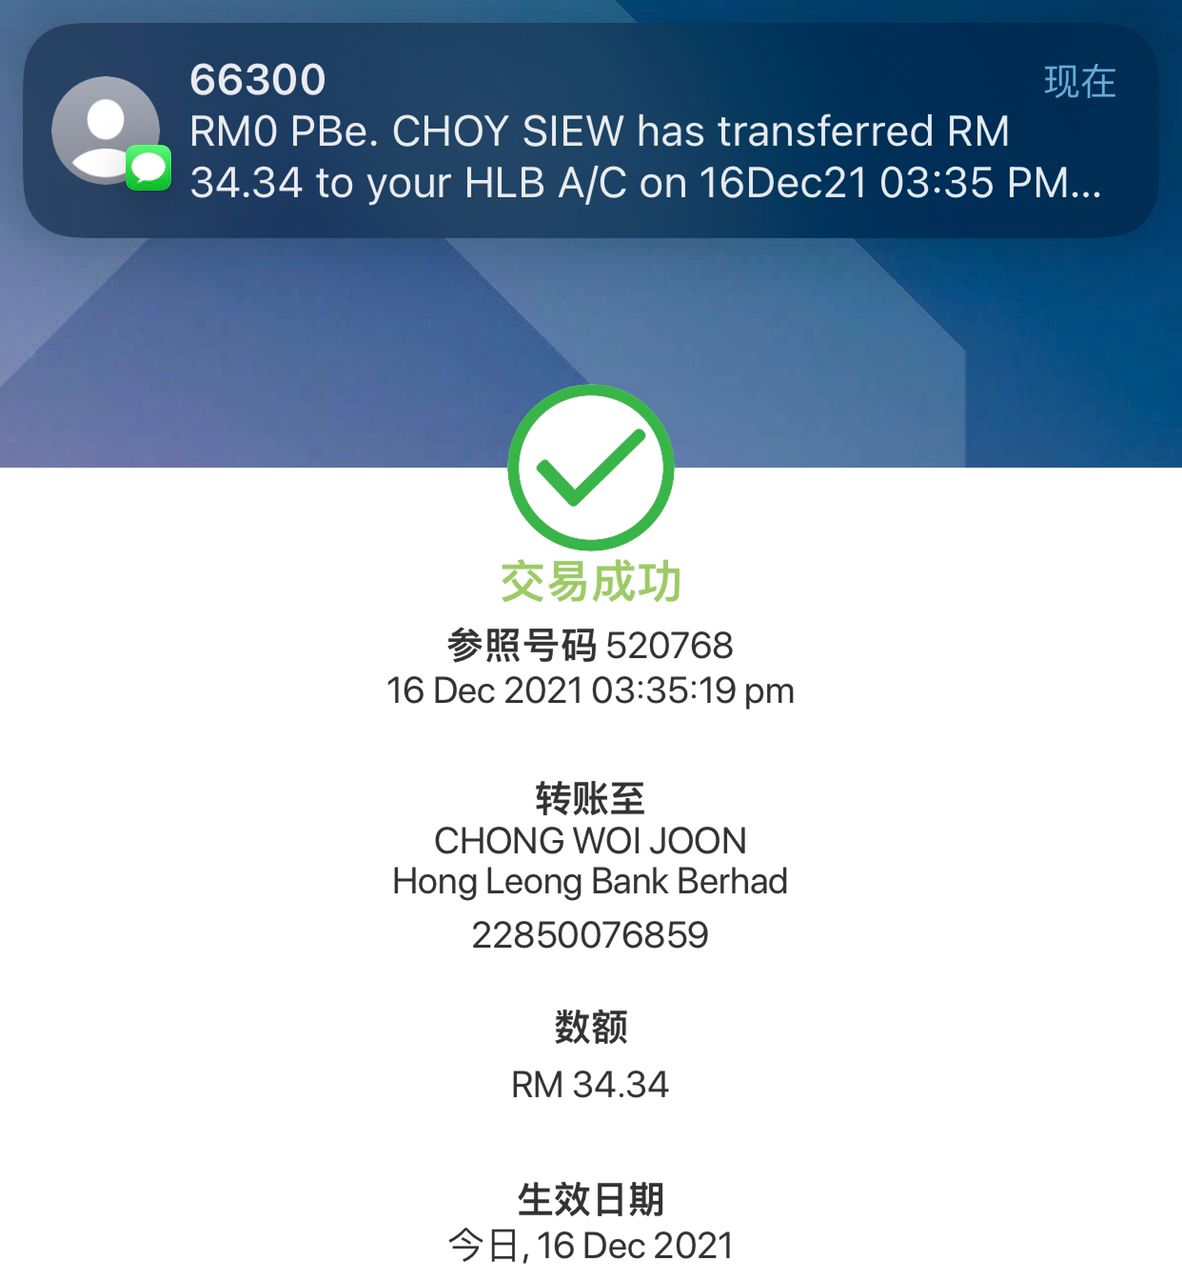 66300
现在
RM0 PBe. CHOY SIEW has transferred RM
34.34 to your HLB A/C on 16Dec21 03:35 PM...
交易成功
参照号码 520768
16 Dec 2021 03:35:19 pm
转账至
CHONG WOI JOON
Hong Leong Bank Berhad
22850076859
数额
RM 34.34
生效日期
今日, 16 Dec 2021